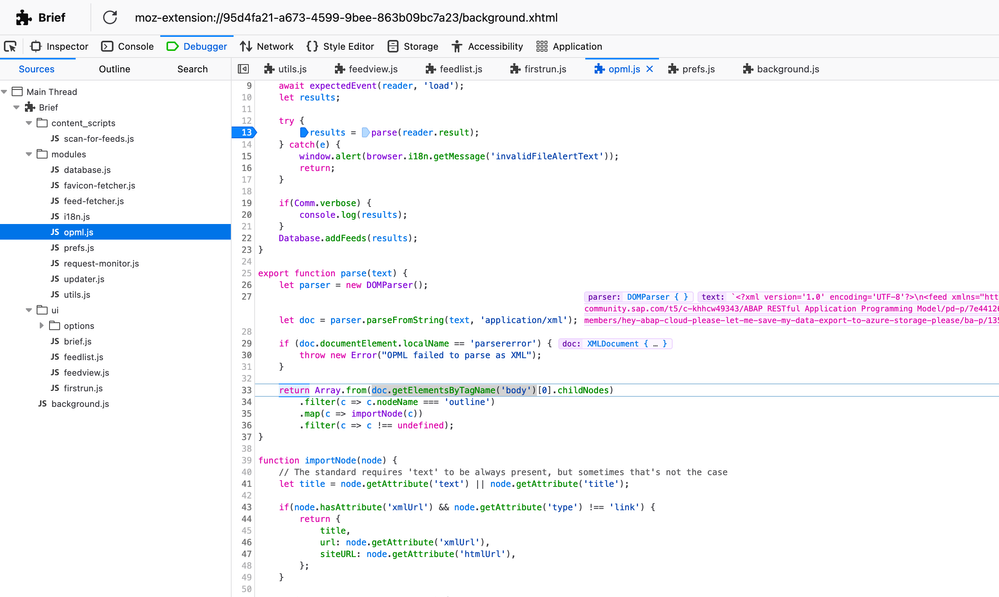 Brief
moz-extension://95d4fa21-a673-4599-9bee-863b09bc7a23/background.xhtml
Inspector
Console
Debugger
Network
{} Style Editor
Storage
Accessibility
Application
Sources
Outline
Search
utils.js
feedview.js
feedlist.js
firstrun.js
opml.js
prefs.js
background.js
Main Thread
Brief
content_scripts
JS scan-for-feeds.js
modules
JS database.js
JS favicon-fetcher.js
JS feed-fetcher.js
JS i18n.js
JS opml.js
JS prefs.js
JS request-monitor.js
JS updater.js
JS utils.js
ui
options
JS brief.js
JS feedlist.js
JS feedview.js
JS firstrun.js
JS background.js
9 await expectedEvent(reader, 'load');
10 let results;
11
12 try {
13 results = parse(reader.result);
14 } catch(e) {
15 window.alert(browser.i18n.getMessage('invalidFileAlertText'));
16 return;
17 }
18
19 if(Comm.verbose) {
20 console.log(results);
21 }
22 Database.addFeeds(results);
23 }
24
25 export function parse(text) {
26 let parser = new DOMParser();
27 parser: DOMParser { } text: `<?xml version='1.0' encoding='UTF-8'?>\n<feed xmlns="htt
community.sap.com/t5/c-khhcw49343/ABAP RESTful Application Programming Model/pd-p/7e44126
let doc = parser.parseFromString(text, 'application/xml'); members/hey-abap-cloud-please-let-me-save-my-data-export-to-azure-storage-please/ba-p/135
28
29 if (doc.documentElement.localName == 'parsererror') { doc: XMLDocument { … }
30 throw new Error("OPML failed to parse as XML");
31 }
32
33 return Array.from(doc.getElementsByTagName('body')[0].childNodes)
34 .filter(c => c.nodeName === 'outline')
35 .map(c => importNode(c))
36 .filter(c => c !== undefined);
37 }
38
39 function importNode(node) {
40 // The standard requires 'text' to be always present, but sometimes that's not the case
41 let title = node.getAttribute('text') || node.getAttribute('title');
42
43 if(node.hasAttribute('xmlUrl') && node.getAttribute('type') !== 'link') {
44 return {
45 title,
46 url: node.getAttribute('xmlUrl'),
47 siteURL: node.getAttribute('htmlUrl'),
48 };
49 }
50